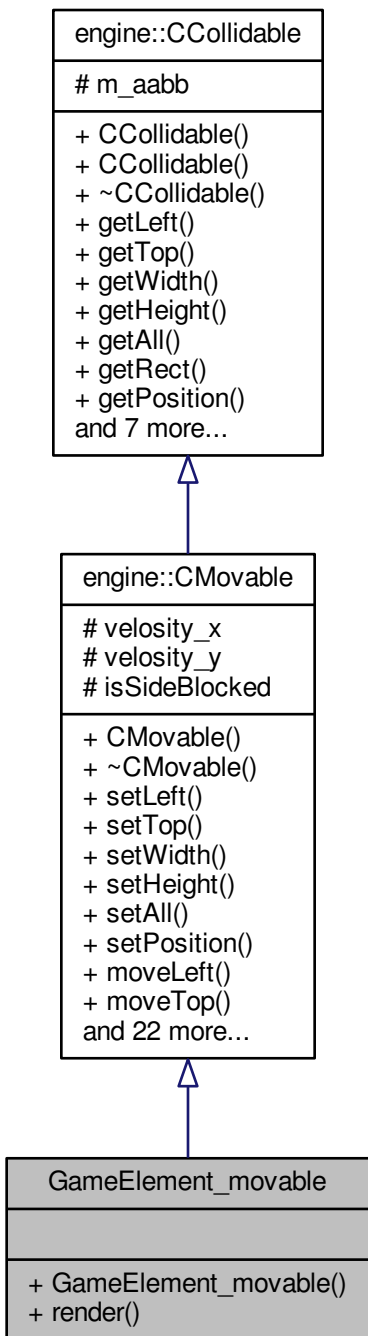 engine::CCollidable
# m_aabb
+ CCollidable()
+ CCollidable()
+ ~CCollidable()
+ getLeft()
+ getTop()
+ getWidth()
+ getHeight()
+ getAll()
+ getRect()
+ getPosition()
and 7 more...
engine::CMovable
# velosity_x
# velosity_y
# isSideBlocked
+ CMovable()
+ ~CMovable()
+ setLeft()
+ setTop()
+ setWidth()
+ setHeight()
+ setAll()
+ setPosition()
+ moveLeft()
+ moveTop()
and 22 more...
GameElement_movable
+ GameElement_movable()
+ render()